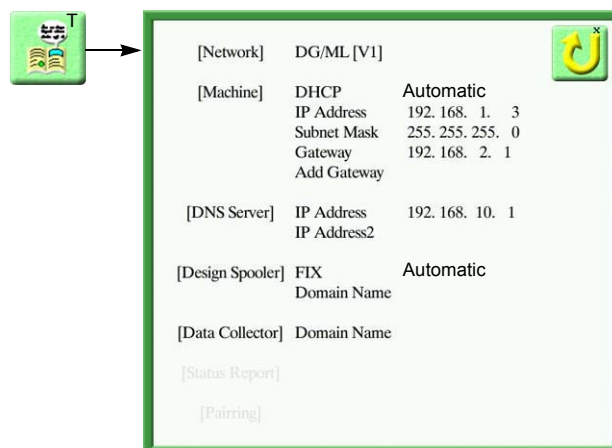 T
x
[Network] DG/ML [V1]
[Machine] DHCP Automatic
IP Address 192. 168. 1. 3
Subnet Mask 255. 255. 255. 0
Gateway 192. 168. 2. 1
Add Gateway
[DNS Server] IP Address 192. 168. 10. 1
IP Address2
[Design Spooler] FIX Automatic
Domain Name
[Data Collector] Domain Name
[Status Report]
[Pairring]